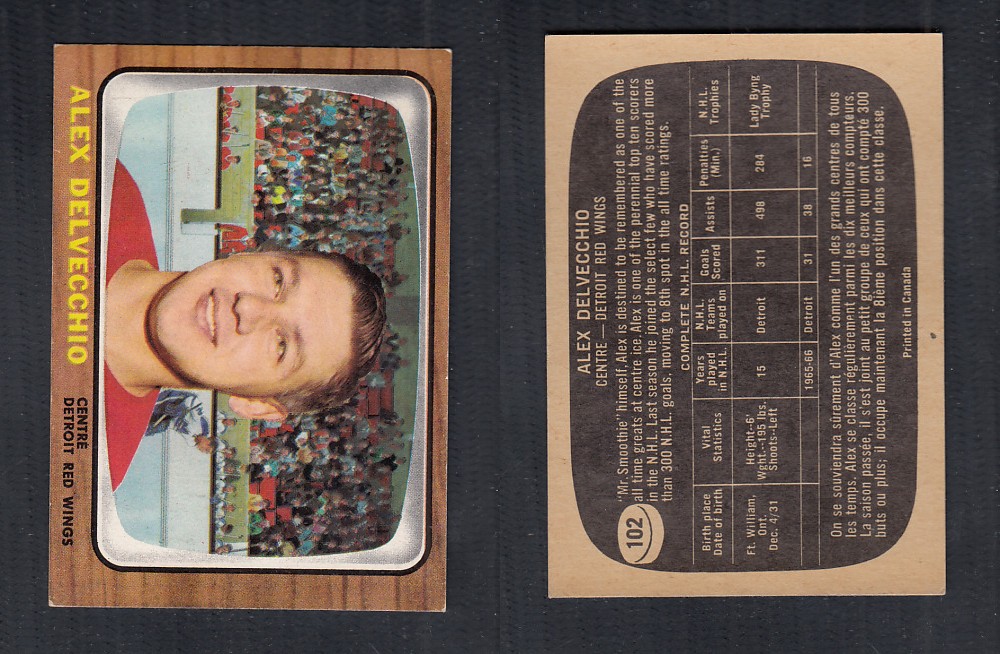 ALEX DELVECCHIO
CENTRE
DETROIT RED WINGS
102
ALEX DELVECCHIO
CENTRE—DETROIT RED WINGS
"Mr. Smoothie" himself, Alex is destined to be remembered as one of the
all time greats at centre ice. Alex is one of the perennial top ten scorers
in the N.H.L. Last season he joined the select few who have scored more
than 300 N.H.L. goals, moving to 8th spot in the all time ratings.
COMPLETE N.H.L. RECORD
Birth place Date of birth | Vital Statistics | Years played in N.H.L. | N.H.L. Teams played on | Goals Scored | Assists | Penalties (Min.) | N.H.L. Trophies
Ft. William, Ont. Dec. 4/31 | Height--6' Wght.--195 lbs. Shoots--Left | 15 | Detroit | 311 | 498 | 284 | Lady Byng Trophy
1965-66 | Detroit | 31 | 38 | 16
On se souviendra sûrement d'Alex comme l'un des grands centres de tous
les temps. Alex se classe régulièrement parmi les dix meilleurs compteurs.
La saison passée, il s'est joint au petit groupe de ceux qui ont compté 300
buts ou plus; il occupe maintenant la 8ième position dans cette classe.
Printed in Canada